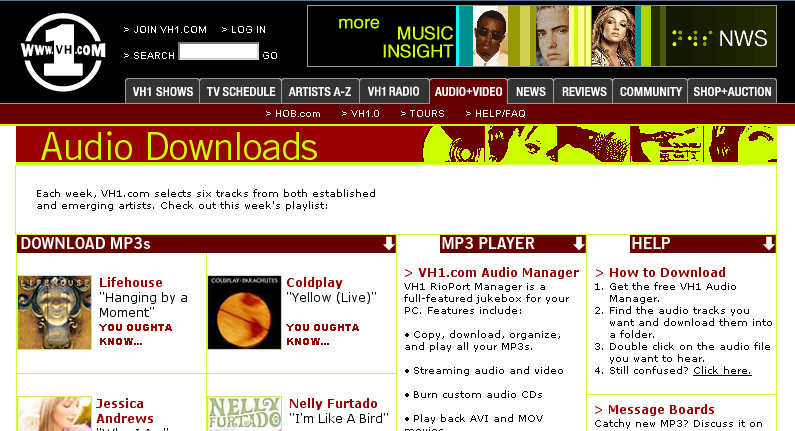 WWW.VH1.COM
> JOIN VH1.COM > LOG IN
> SEARCH GO
more MUSIC
INSIGHT
NWS
VH1 SHOWS TV SCHEDULE ARTISTS A-Z VH1 RADIO AUDIO+VIDEO NEWS REVIEWS COMMUNITY SHOP+AUCTION
> HOB.com > VH1.0 > TOURS > HELP/FAQ
Audio Downloads
Each week, VH1.com selects six tracks from both established
and emerging artists. Check out this week's playlist:
DOWNLOAD MP3s
LIFEHOUSE
Lifehouse
"Hanging by a
Moment"
YOU OUGHTA
KNOW...
COLDPLAY·PARACHUTES
Coldplay
"Yellow (Live)"
YOU OUGHTA
KNOW...
Jessica
Andrews
NELLY
FURTADO
Nelly Furtado
"I'm Like A Bird"
MP3 PLAYER
> VH1.com Audio Manager
VH1 RioPort Manager is a
full-featured jukebox for your
PC. Features include:
• Copy, download, organize,
and play all your MP3s.
• Streaming audio and video
• Burn custom audio CDs
• Play back AVI and MOV
movies
HELP
> How to Download
1. Get the free VH1 Audio
Manager.
2. Find the audio tracks you
want and download them into
a folder.
3. Double click on the audio file
you want to hear.
4. Still confused? Click here.
> Message Boards
Catchy new MP3? Discuss it on